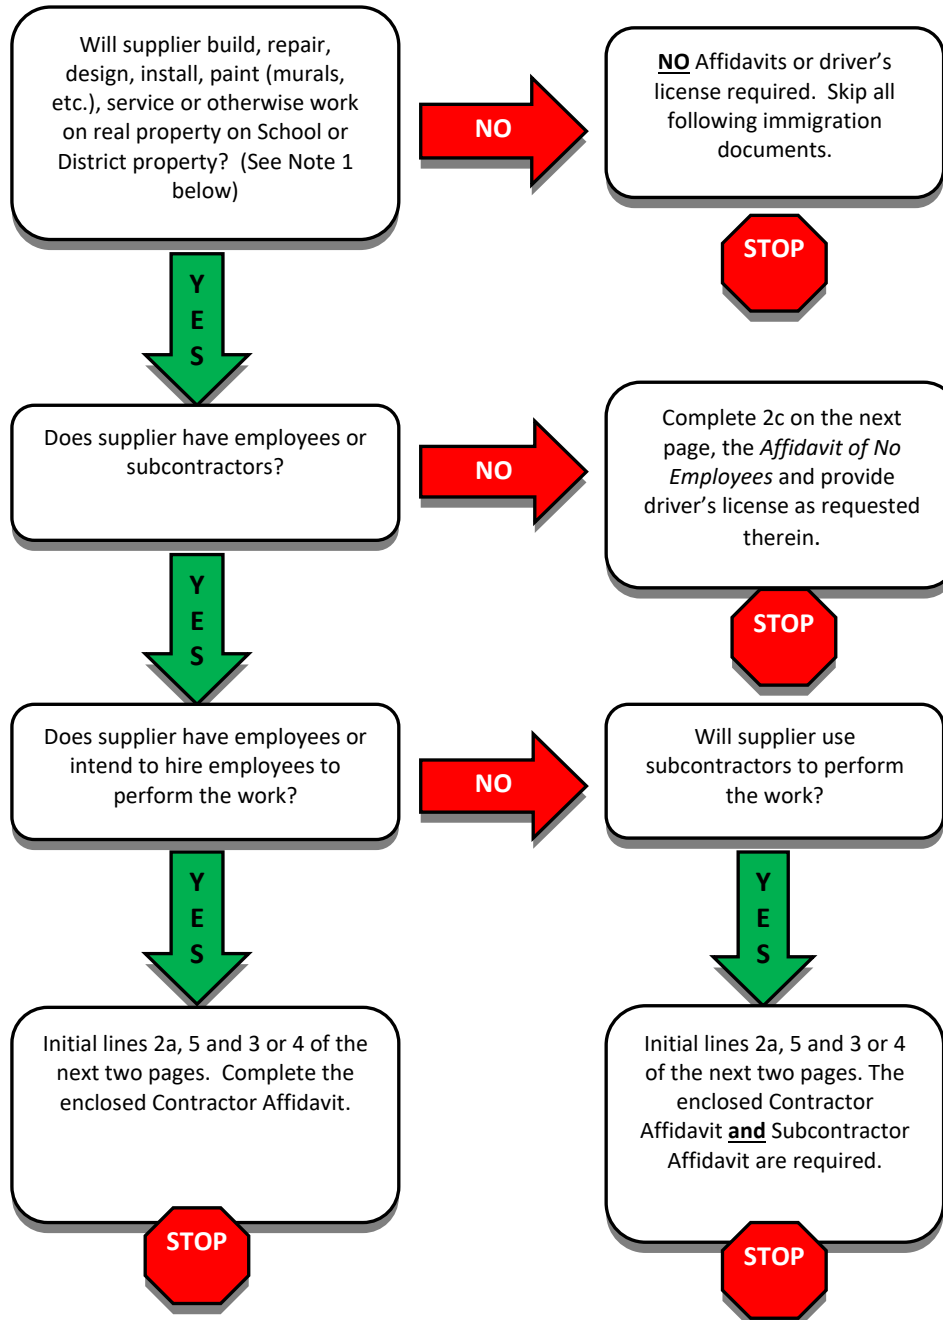 Will supplier build, repair,
design, install, paint (murals,
etc.), service or otherwise work
on real property on School or
District property?  (See Note 1
below)
NO
NO Affidavits or driver’s
license required.  Skip all
following immigration
documents.
STOP
Y
E
S
Does supplier have employees or
subcontractors?
NO
Complete 2c on the next
page, the Affidavit of No
Employees and provide
driver’s license as requested
therein.
STOP
Y
E
S
Does supplier have employees or
intend to hire employees to
perform the work?
NO
Will supplier use
subcontractors to perform
the work?
Y
E
S
Y
E
S
Initial lines 2a, 5 and 3 or 4 of the
next two pages.  Complete the
enclosed Contractor Affidavit.
STOP
Initial lines 2a, 5 and 3 or 4
of the next two pages. The
enclosed Contractor
Affidavit and Subcontractor
Affidavit are required.
STOP